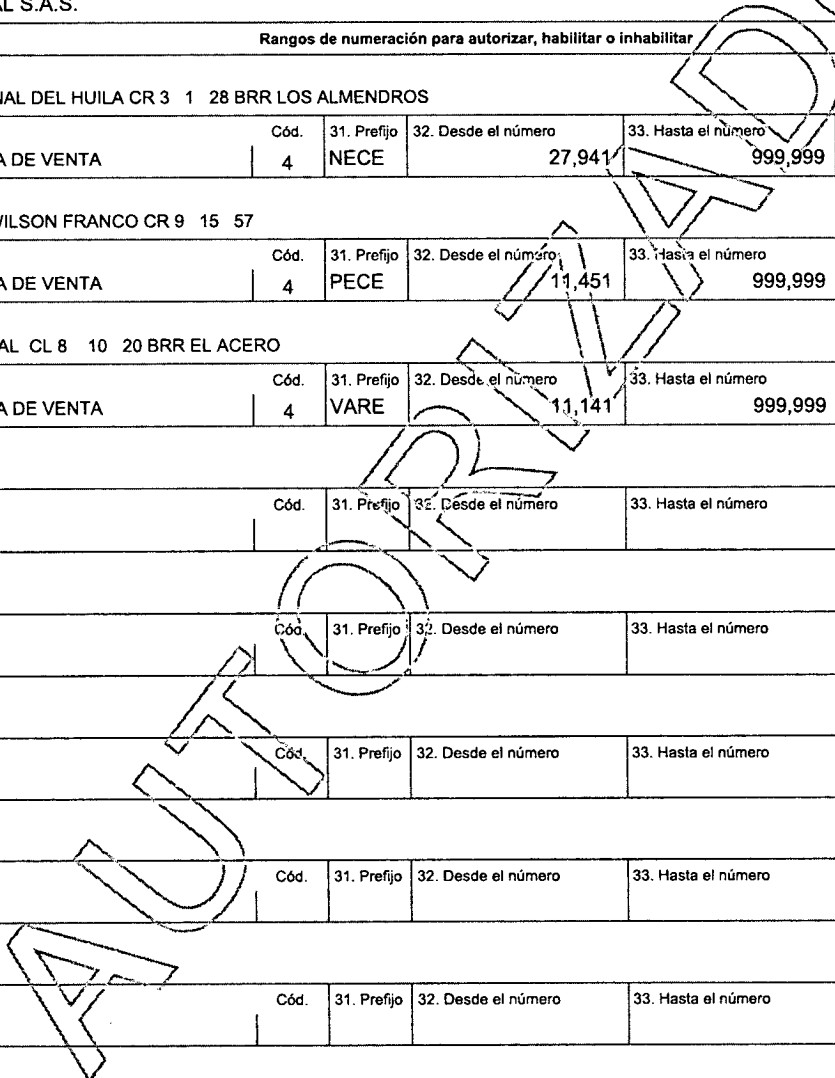 AL S.A.S.
Rangos de numeración para autorizar, habilitar o inhabilitar
NAL DEL HUILA CR 3 1 28 BRR LOS ALMENDROS
Cód. 31. Prefijo 32. Desde el número 33. Hasta el número
A DE VENTA 4 NECE 27,941 999,999
WILSON FRANCO CR 9 15 57
Cód. 31. Prefijo 32. Desde el número 33. Hasta el número
A DE VENTA 4 PECE 11,451 999,999
AL CL 8 10 20 BRR EL ACERO
Cód. 31. Prefijo 32. Desde el número 33. Hasta el número
A DE VENTA 4 VARE 11,141 999,999
Cód. 31. Prefijo 32. Desde el número 33. Hasta el número
Cód. 31. Prefijo 32. Desde el número 33. Hasta el número
Cód. 31. Prefijo 32. Desde el número 33. Hasta el número
Cód. 31. Prefijo 32. Desde el número 33. Hasta el número
Cód. 31. Prefijo 32. Desde el número 33. Hasta el número
AUTORIZAD